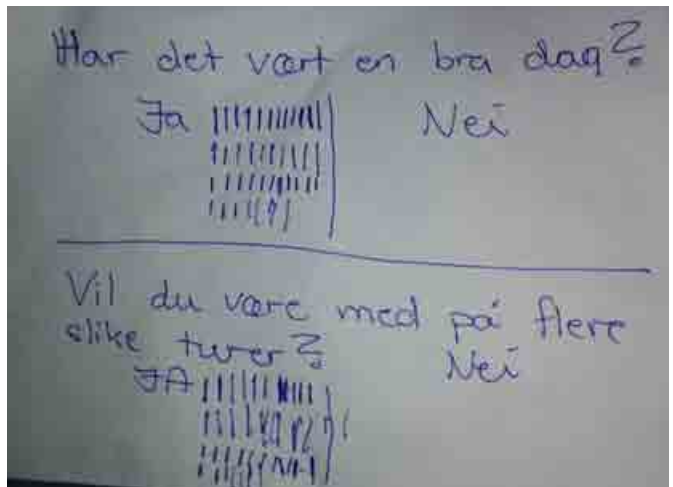 Har det vært en bra dag?
Ja Nei
Vil du være med på flere
slike turer?
JA Nei